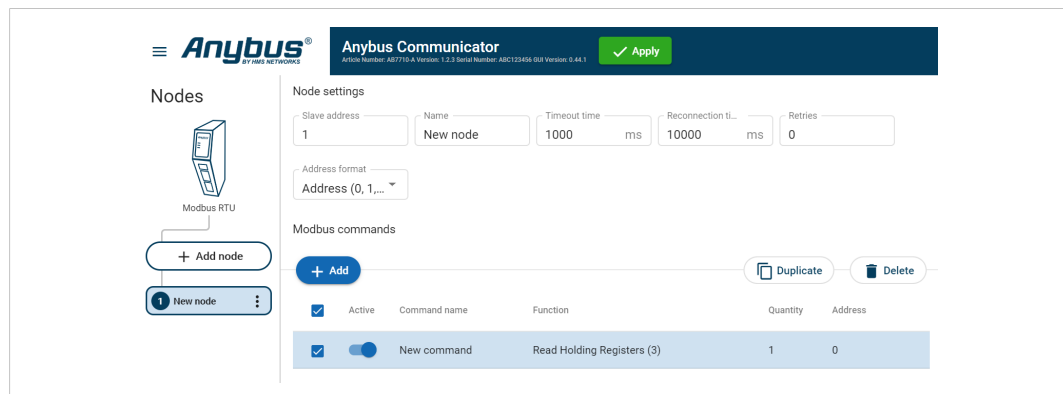 Anybus®
BY HMS NETWORKS
Anybus Communicator
Article Number: AB7710-A Version: 1.2.3 Serial Number: ABC123456 GUI Version: 0.44.1
Apply
Nodes
Modbus RTU
+ Add node
1 New node
Node settings
Slave address
1
Name
New node
Timeout time
1000 ms
Reconnection ti...
10000 ms
Retries
0
Address format
Address (0, 1,...
Modbus commands
+ Add
Duplicate
Delete
Active Command name Function Quantity Address
New command Read Holding Registers (3) 1 0